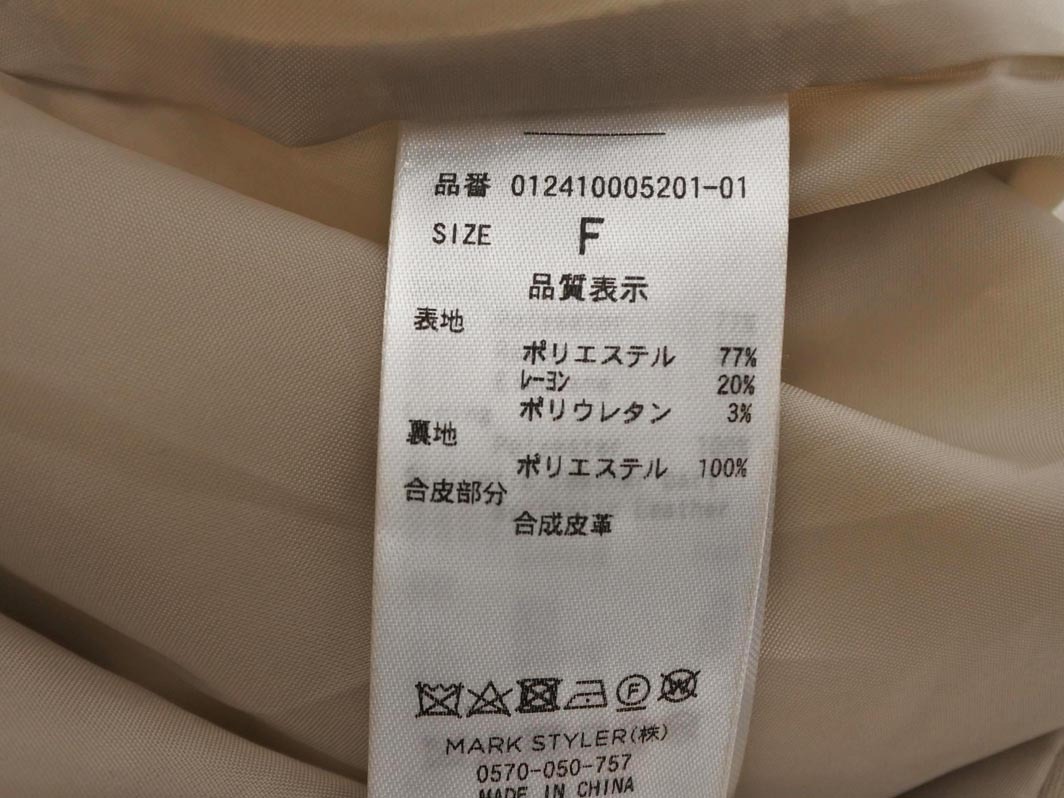 品番 012410005201-01
SIZE F
品質表示
表地
ポリエステル 77%
レーヨン 20%
ポリウレタン 3%
裏地
ポリエステル 100%
合皮部分
合成皮革
MARK STYLER(株)
0570-050-757
MADE IN CHINA